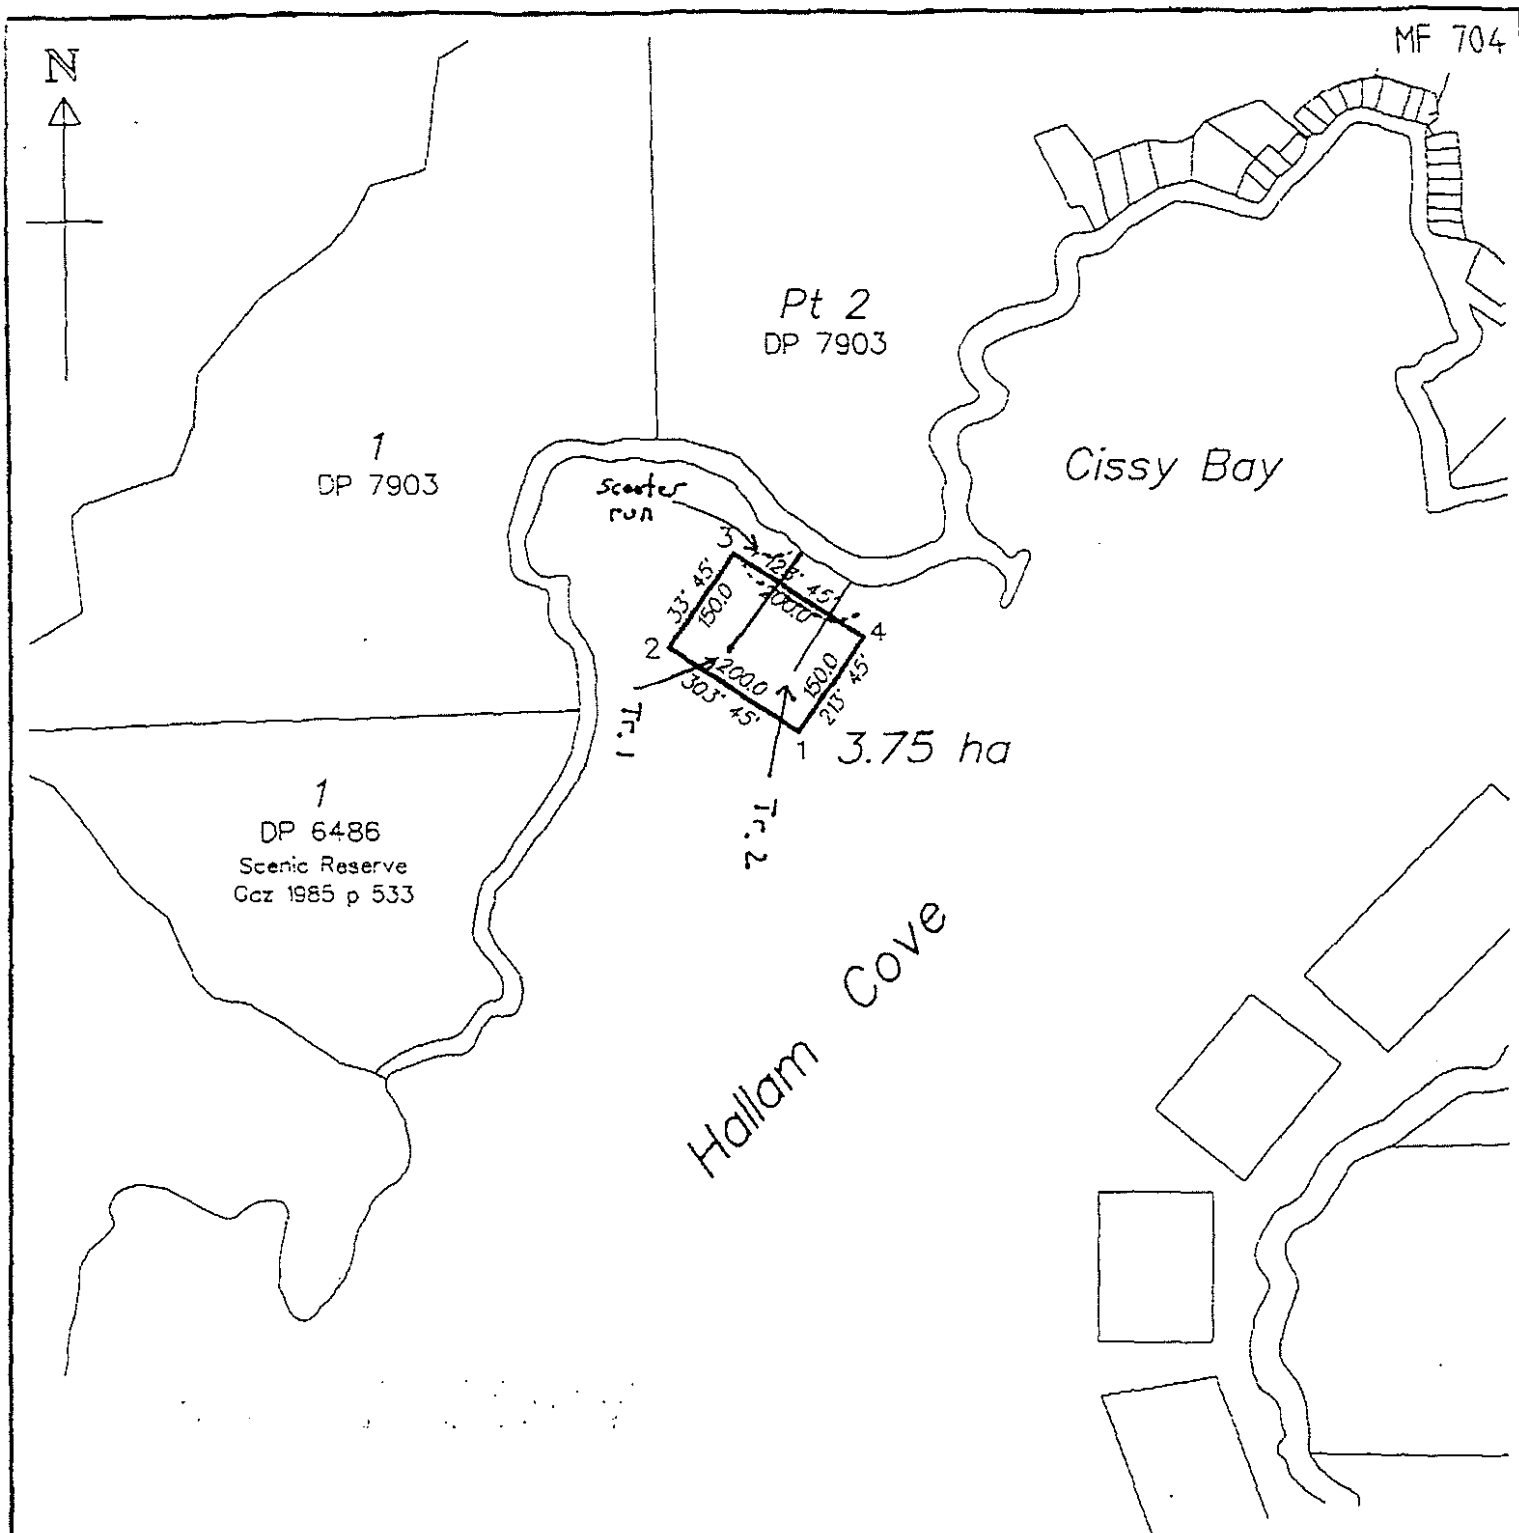 MF 704
N
Pt 2
DP 7903
1
DP 7903
Cissy Bay
scooter
run
3
123° 45'
200.0
33° 45'
150.0
4
2
200.0
303° 45'
150.0
213° 45'
1
3.75 ha
Tr. 1
Tr. 2
1
DP 6486
Scenic Reserve
Gaz 1985 p 533
Hallam Cove